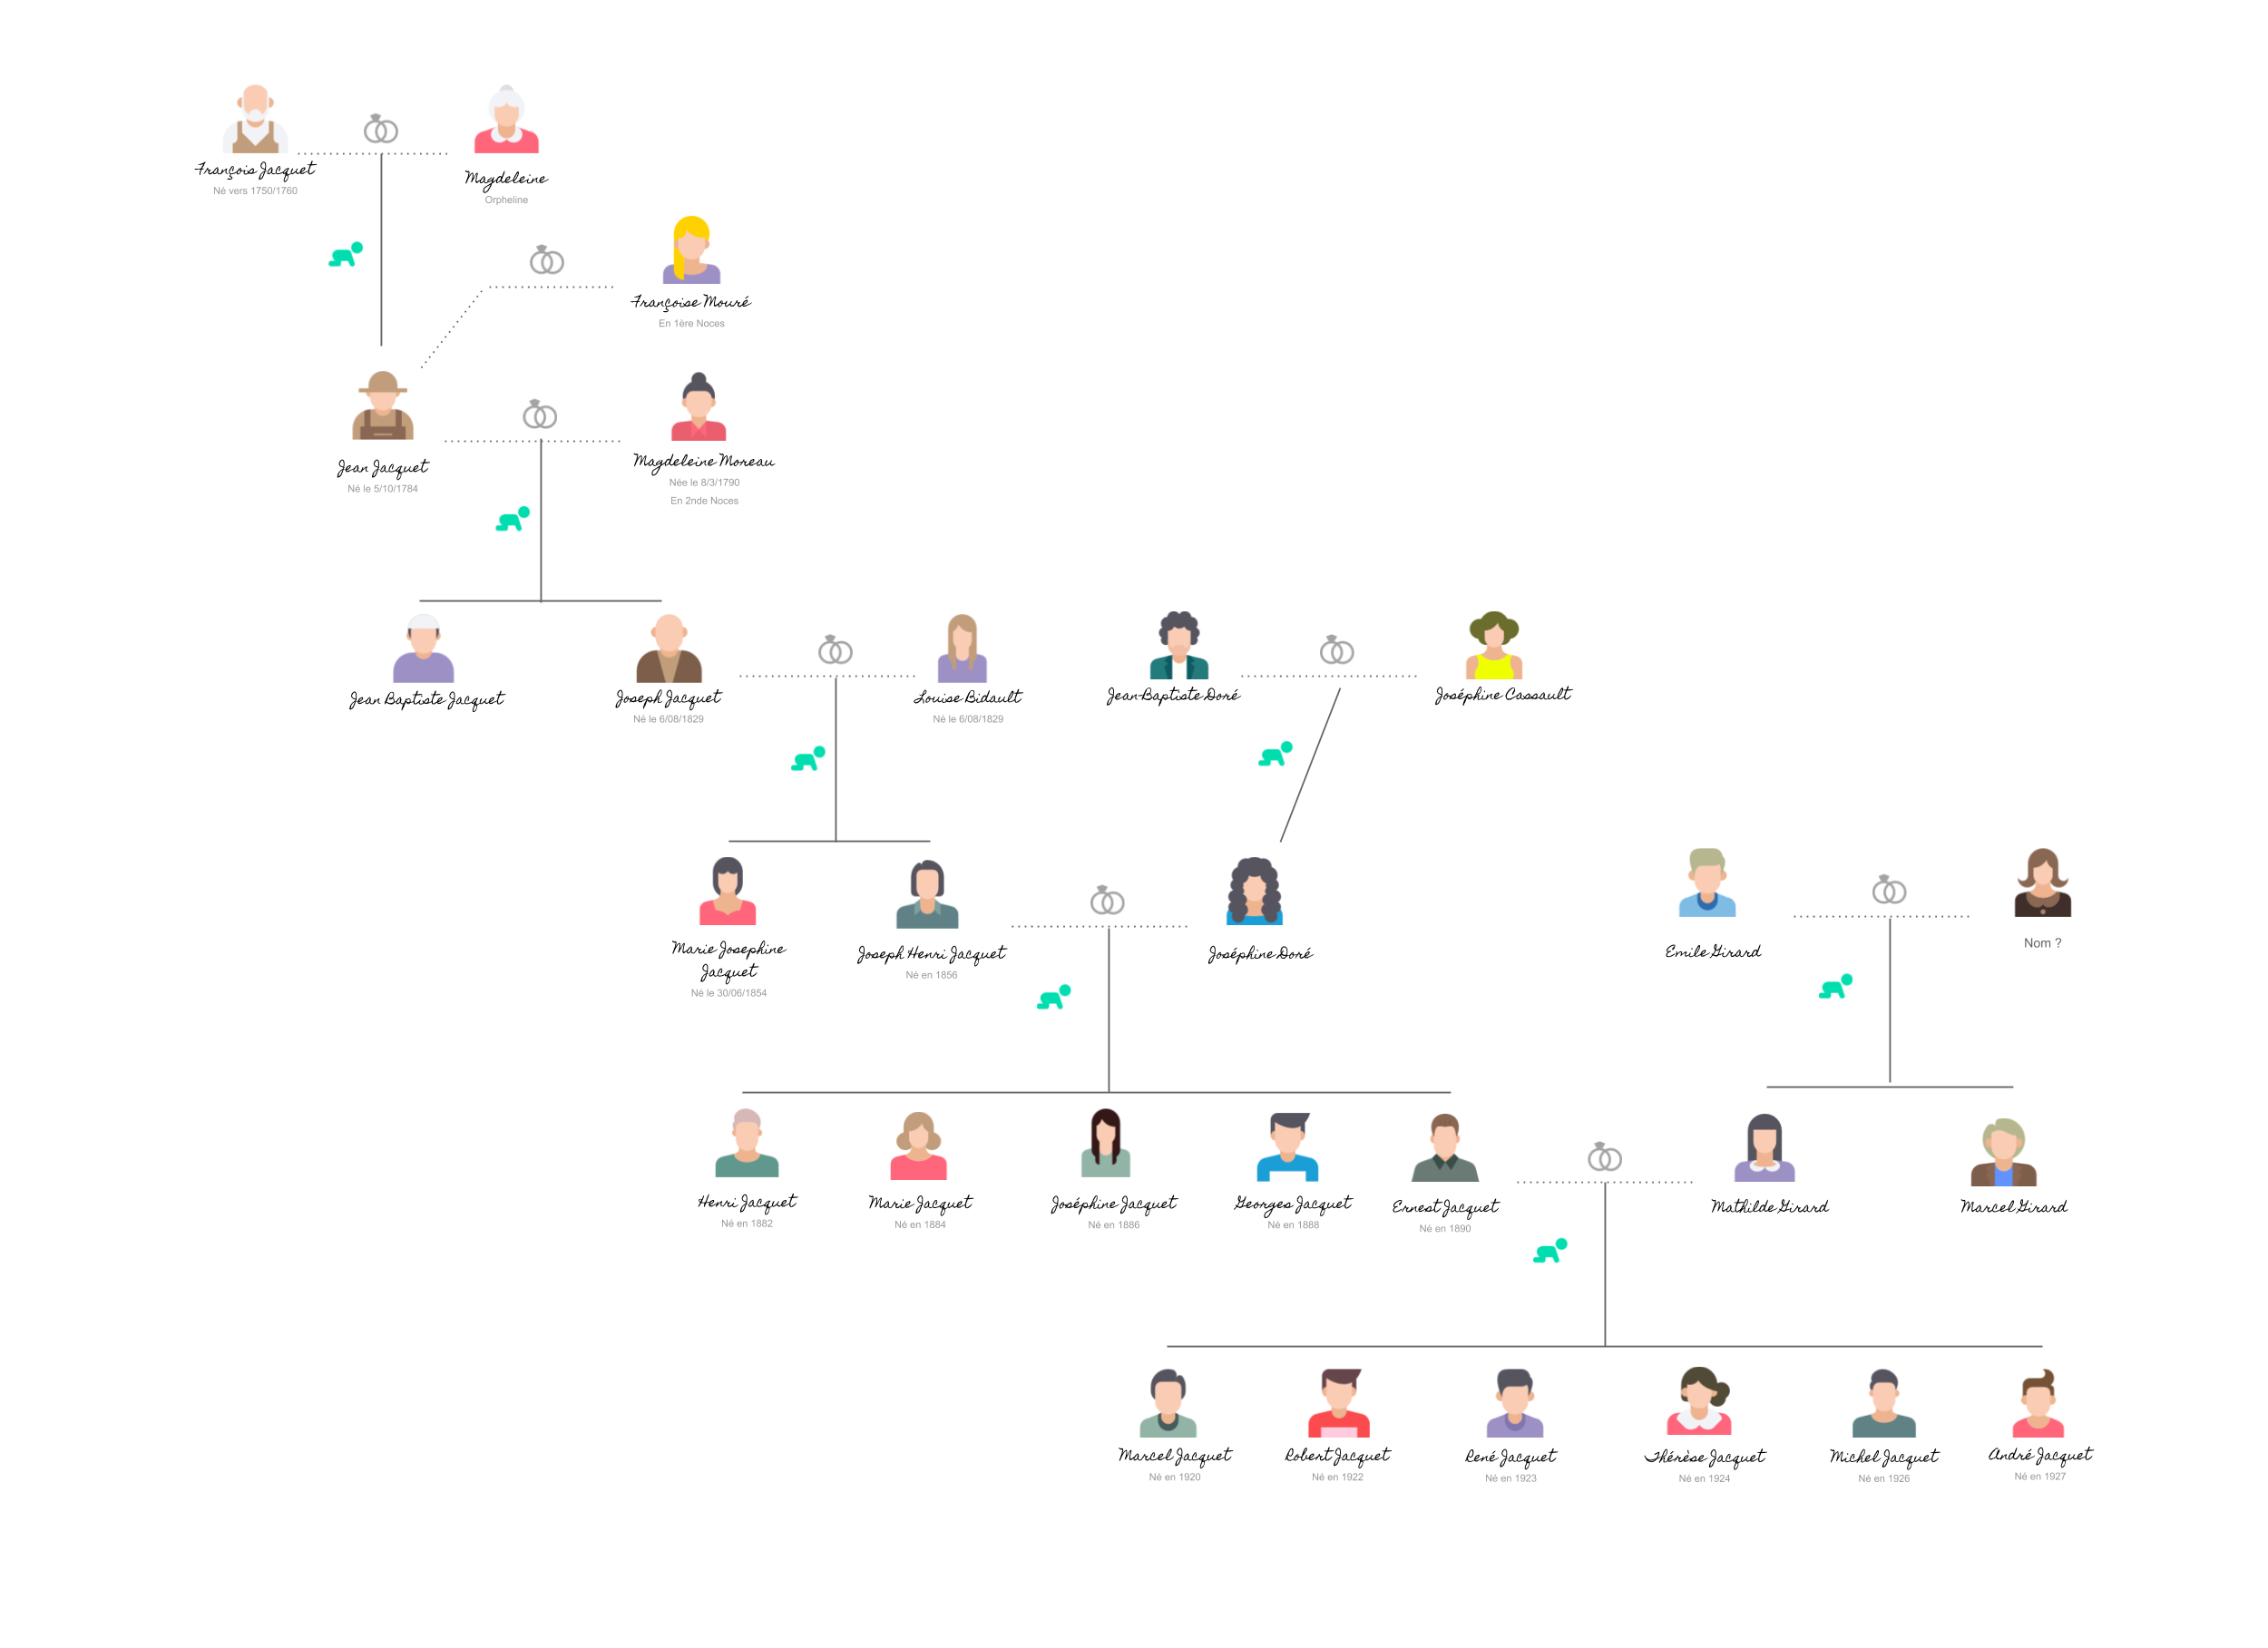 François Jacquet
Né vers 1750/1760
Magdeleine
Orpheline
Françoise Mouré
En 1ère Noces
Jean Jacquet
Né le 5/10/1784
Magdeleine Moreau
Née le 8/3/1790
En 2nde Noces
Jean Baptiste Jacquet
Joseph Jacquet
Né le 6/08/1829
Louise Bidault
Né le 6/08/1829
Jean-Baptiste Doré
Joséphine Cassault
Marie Josephine
Jacquet
Né le 30/06/1854
Joseph Henri Jacquet
Né en 1856
Joséphine Doré
Emile Girard
Nom ?
Henri Jacquet
Né en 1882
Marie Jacquet
Né en 1884
Joséphine Jacquet
Né en 1886
Georges Jacquet
Né en 1888
Ernest Jacquet
Né en 1890
Mathilde Girard
Marcel Girard
Marcel Jacquet
Né en 1920
Robert Jacquet
Né en 1922
René Jacquet
Né en 1923
Thérèse Jacquet
Né en 1924
Michel Jacquet
Né en 1926
André Jacquet
Né en 1927